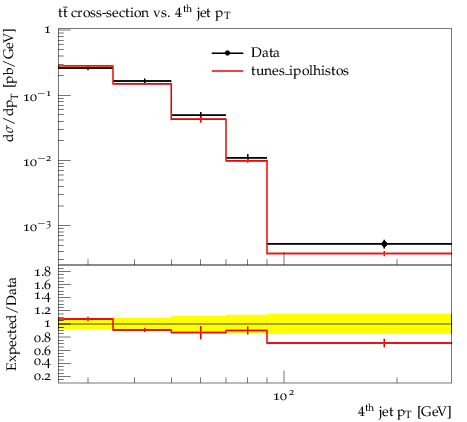 tt̄ cross-section vs. 4th jet pT
dσ/dpT [pb/GeV]
1
10⁻¹
10⁻²
10⁻³
Data
tunes_ipolhistos
Expected/Data
1.8
1.6
1.4
1.2
1
0.8
0.6
0.4
0.2
10²
4th jet pT [GeV]